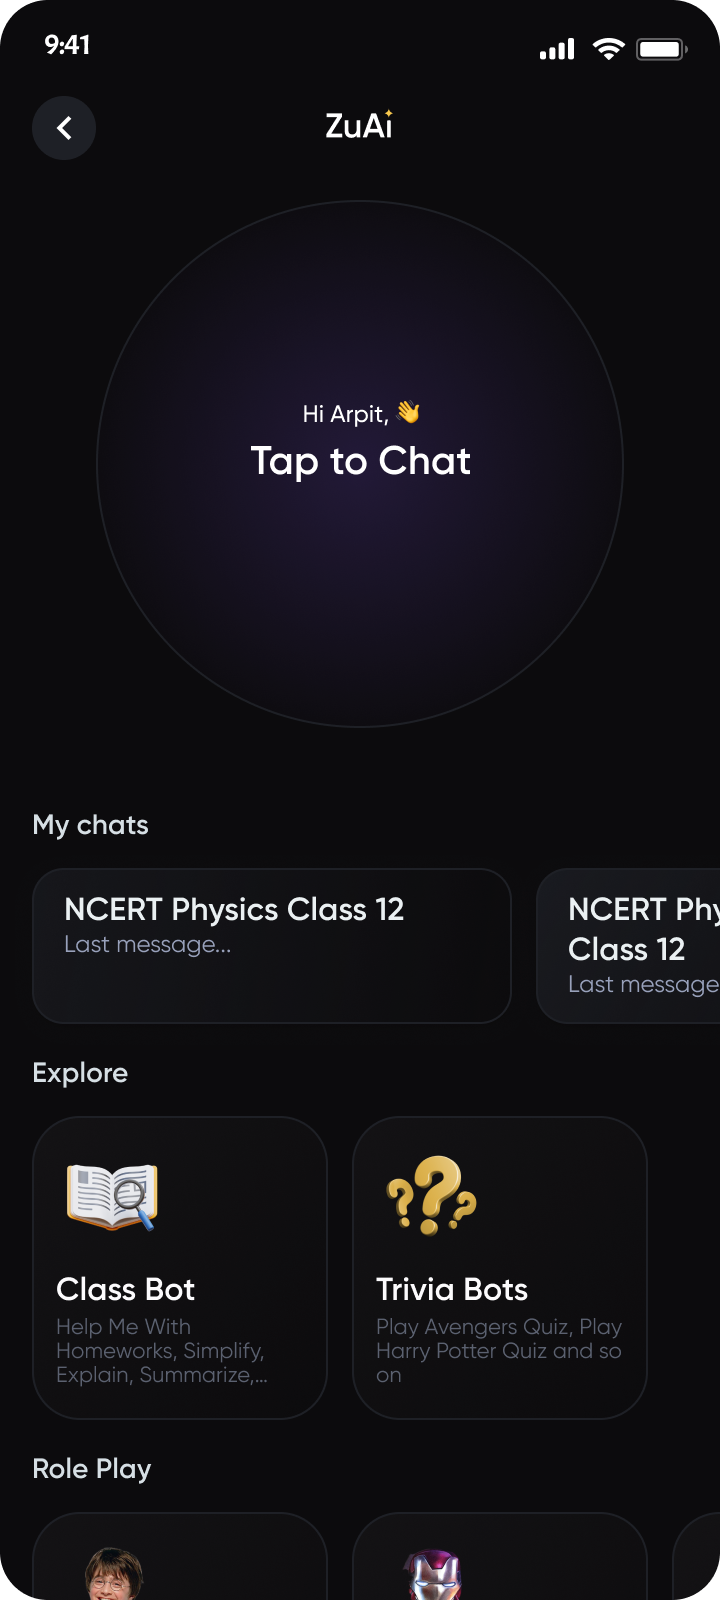 9:41
ZuAi
Hi Arpit, 👋
Tap to Chat
My chats
NCERT Physics Class 12
Last message...
NCERT Phy
Class 12
Last message
Explore
Class Bot
Help Me With
Homeworks, Simplify,
Explain, Summarize,...
Trivia Bots
Play Avengers Quiz, Play
Harry Potter Quiz and so
on
Role Play